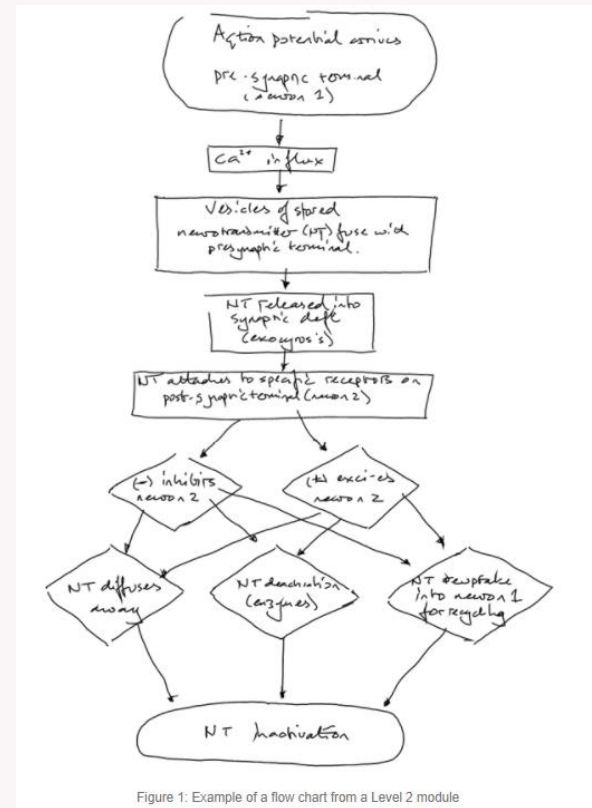 Action potential arrives
pre-synaptic terminal
(neuron 1)
Ca²⁺ influx
Vesicles of stored
neurotransmitter (NT) fuse with
presynaptic terminal.
NT released into
synaptic cleft
(exocytosis)
NT attaches to specific receptors on
post-synaptic terminal (neuron 2)
(-) inhibits
neuron 2
(+) excites
neuron 2
NT diffuses
away
NT
(enzymes)
NT reuptake
into neuron 1
for recycling
NT inactivation
Figure 1: Example of a flow chart from a Level 2 module